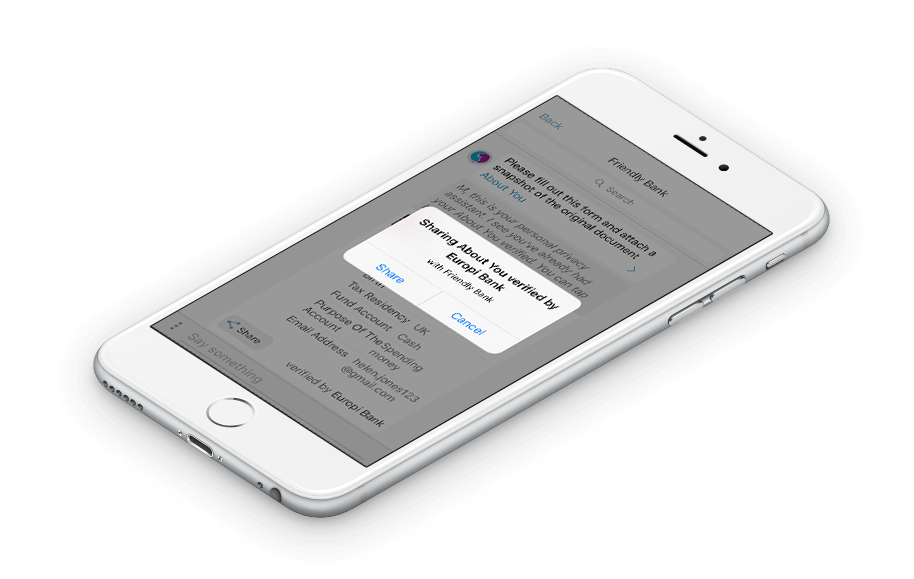 Back
Friendly Bank
Search
Please fill out this form and attach a
snapshot of the original document
About You
M, this is your personal privacy
assistant. I see you've already had
your About You verified. You can tap
Sharing About You verified by
Europi Bank
with Friendly Bank
Share
Cancel
Tax Residency UK
Fund Account Cash
Purpose Of The Spending
Account money
Email Address helenjones123
@gmail.com
verified by Europi Bank
Share
Say something